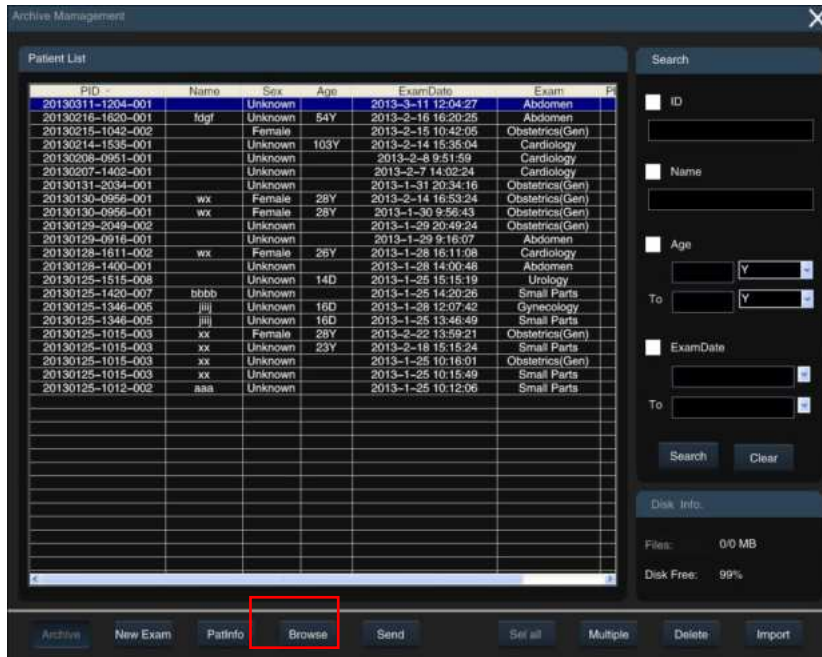 Archive Mamagement
Patient List
PID Name Sex Age ExamDate Exam
20130311-1204-001 Unknown 2013-3-11 12:04:27 Abdomen
20130216-1620-001 fdgf Unknown 54Y 2013-2-16 16:20:25 Abdomen
20130215-1042-002 Female 2013-2-15 10:42:05 Obstetrics(Gen)
20130214-1535-001 Unknown 103Y 2013-2-14 15:35:04 Cardiology
20130208-0951-001 Unknown 2013-2-8 9:51:59 Cardiology
20130207-1402-001 Unknown 2013-2-7 14:02:24 Cardiology
20130131-2034-001 Unknown 2013-1-31 20:34:16 Obstetrics(Gen)
20130130-0956-001 wx Female 28Y 2013-2-14 16:53:24 Obstetrics(Gen)
20130130-0956-001 wx Female 28Y 2013-1-30 9:56:43 Obstetrics(Gen)
20130129-2049-002 Unknown 2013-1-29 20:49:24 Obstetrics(Gen)
20130129-0916-001 Unknown 2013-1-29 9:16:07 Abdomen
20130128-1611-002 wx Female 26Y 2013-1-28 16:11:08 Cardiology
20130128-1400-001 Unknown 2013-1-28 14:00:48 Abdomen
20130125-1515-008 Unknown 14D 2013-1-25 15:15:19 Urology
20130125-1420-007 bbbb Unknown 2013-1-25 14:20:26 Small Parts
20130125-1346-005 Unknown 16D 2013-1-28 12:07:42 Gynecology
20130125-1346-005 Unknown 16D 2013-1-25 13:46:49 Small Parts
20130125-1015-003 xx Female 28Y 2013-2-22 13:59:21 Obstetrics(Gen)
20130125-1015-003 xx Unknown 23Y 2013-2-18 15:15:24 Small Parts
20130125-1015-003 xx Unknown 2013-1-25 10:16:01 Obstetrics(Gen)
20130125-1015-003 xx Unknown 2013-1-25 10:15:49 Small Parts
20130125-1012-002 aaa Unknown 2013-1-25 10:12:06 Small Parts
Search
ID
Name
Age
Y
To Y
ExamDate
To
Search Clear
Disk Info.
Files: 0/0 MB
Disk Free: 99%
Archive New Exam PatInfo Browse Send Sel all Multiple Delete Import